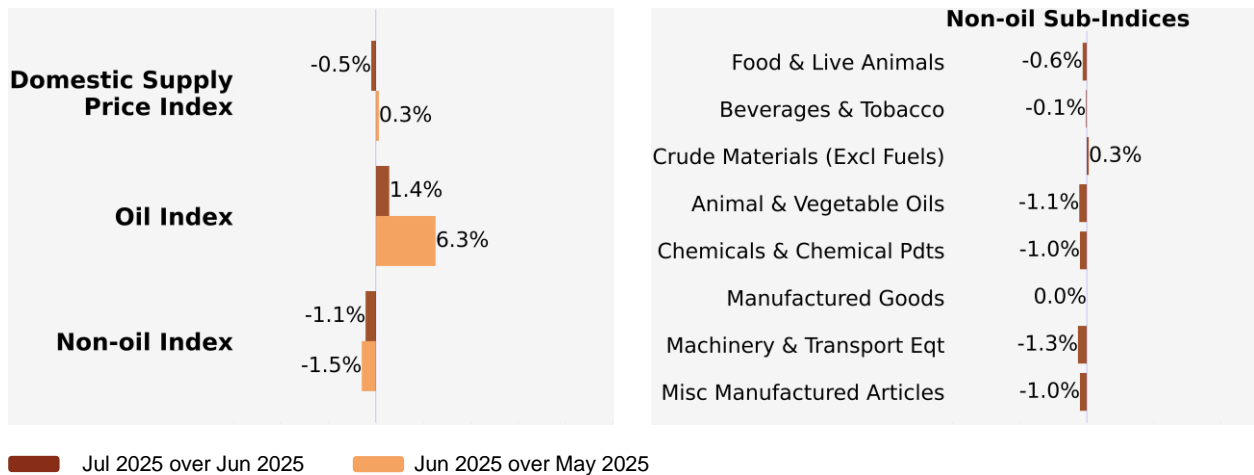 Domestic Supply
Price Index
-0.5%
0.3%
Oil Index
1.4%
6.3%
Non-oil Index
-1.1%
-1.5%
Non-oil Sub-Indices
Food & Live Animals -0.6%
Beverages & Tobacco -0.1%
Crude Materials (Excl Fuels) 0.3%
Animal & Vegetable Oils -1.1%
Chemicals & Chemical Pdts -1.0%
Manufactured Goods 0.0%
Machinery & Transport Eqt -1.3%
Misc Manufactured Articles -1.0%
Jul 2025 over Jun 2025 Jun 2025 over May 2025